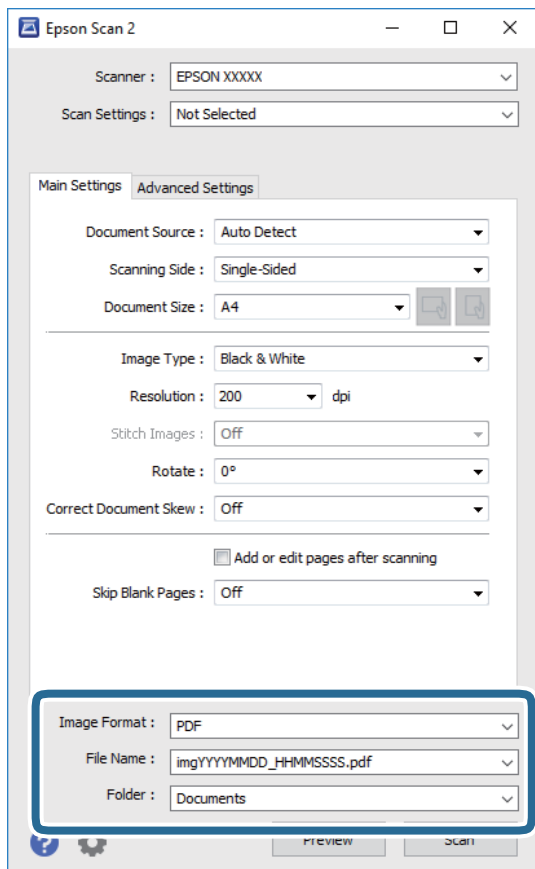 Epson Scan 2
Scanner : EPSON XXXXX
Scan Settings : Not Selected
Main Settings Advanced Settings
Document Source : Auto Detect
Scanning Side : Single-Sided
Document Size : A4
Image Type : Black & White
Resolution : 200 dpi
Stitch Images : Off
Rotate : 0°
Correct Document Skew : Off
Add or edit pages after scanning
Skip Blank Pages : Off
Image Format : PDF
File Name : imgYYYYMMDD_HHMMSSSS.pdf
Folder : Documents
? Preview Scan